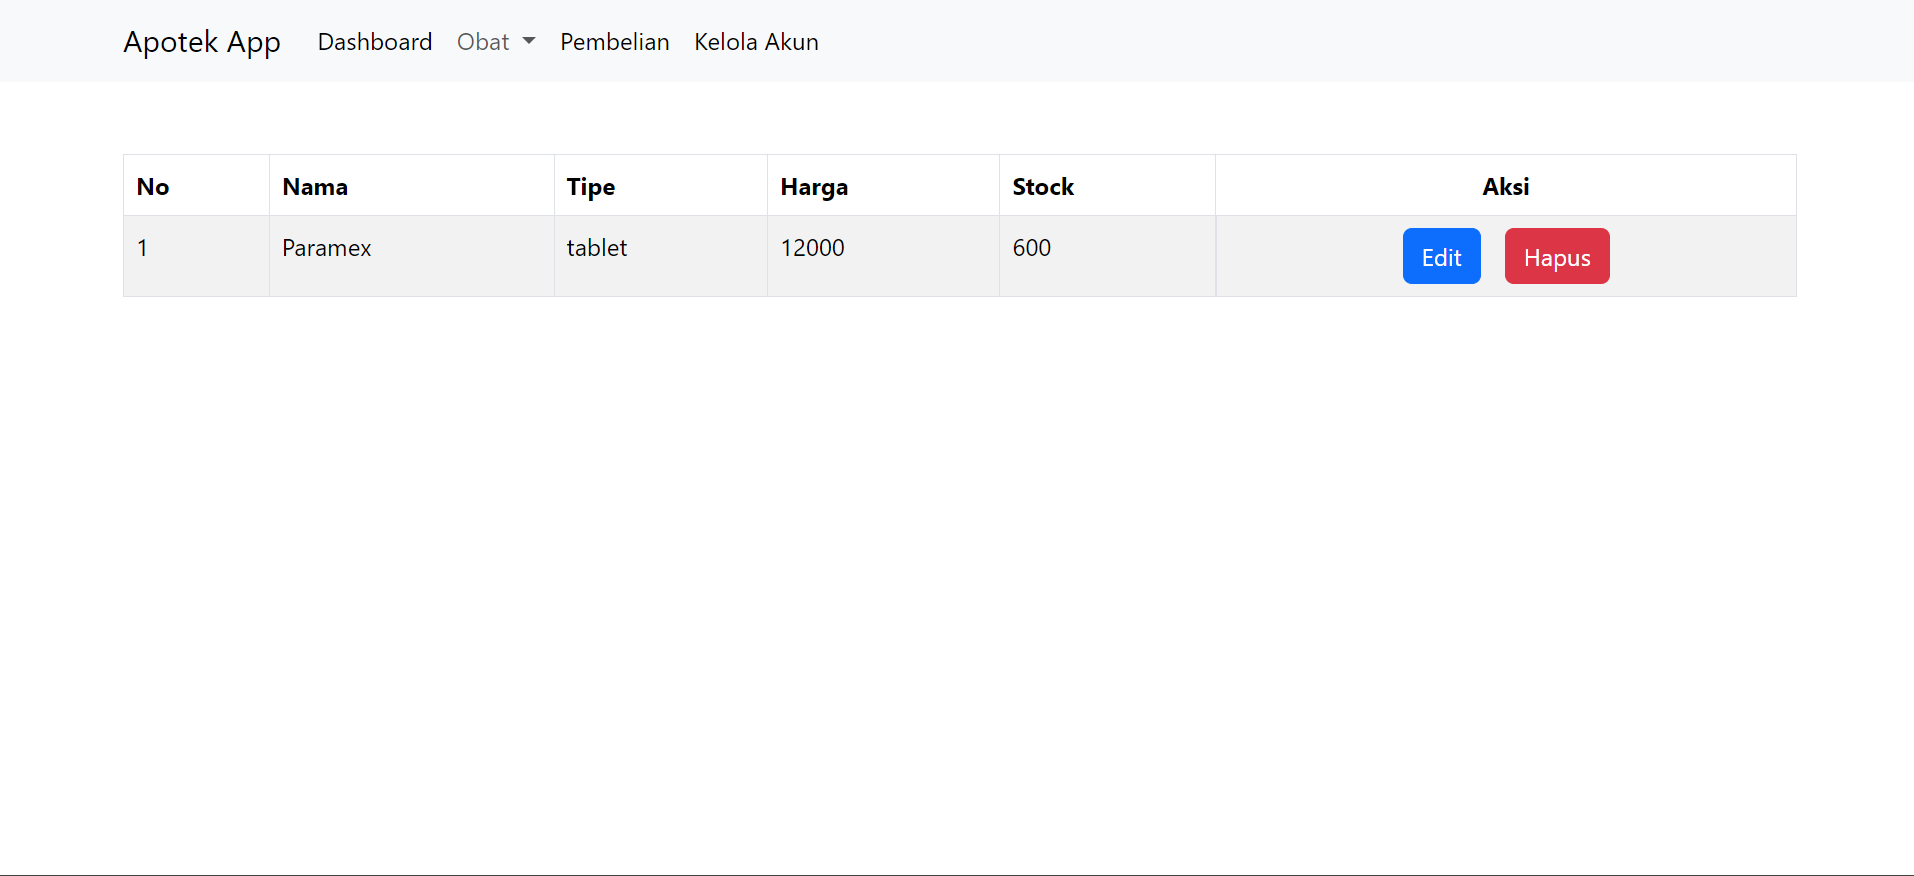 Apotek App Dashboard Obat Pembelian Kelola Akun
No Nama Tipe Harga Stock Aksi
1 Paramex tablet 12000 600 Edit Hapus